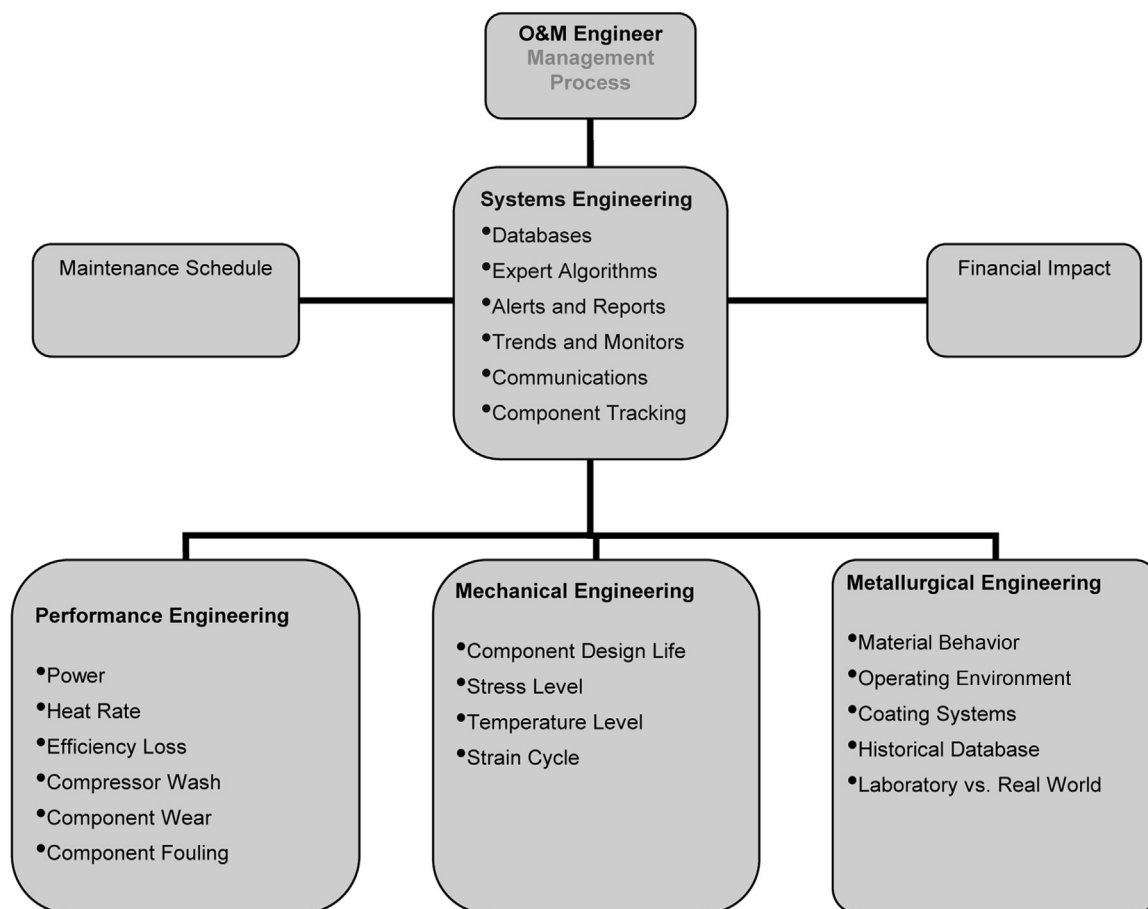 O&M Engineer
Management
Process
Systems Engineering
•Databases
•Expert Algorithms
•Alerts and Reports
•Trends and Monitors
•Communications
•Component Tracking
Maintenance Schedule
Financial Impact
Performance Engineering
•Power
•Heat Rate
•Efficiency Loss
•Compressor Wash
•Component Wear
•Component Fouling
Mechanical Engineering
•Component Design Life
•Stress Level
•Temperature Level
•Strain Cycle
Metallurgical Engineering
•Material Behavior
•Operating Environment
•Coating Systems
•Historical Database
•Laboratory vs. Real World